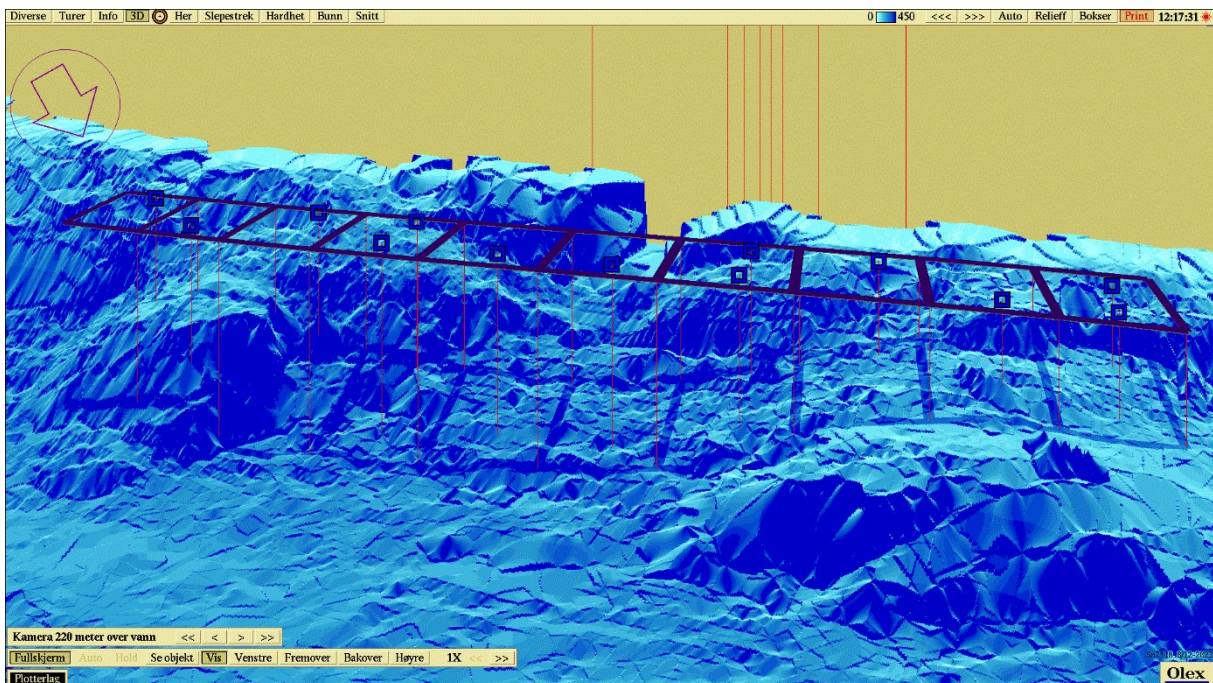 Diverse Turer Info 3D Her Slepestrek Hardhet Bunn Snitt 0 450 <<< >>> Auto Relieff Bokser Print 12:17:31
Kamera 220 meter over vann << < > >>
Fullskjerm Auto Hold Se objekt Vis Venstre Fremover Bakover Høyre 1X << >>
Plotterlag
Olex